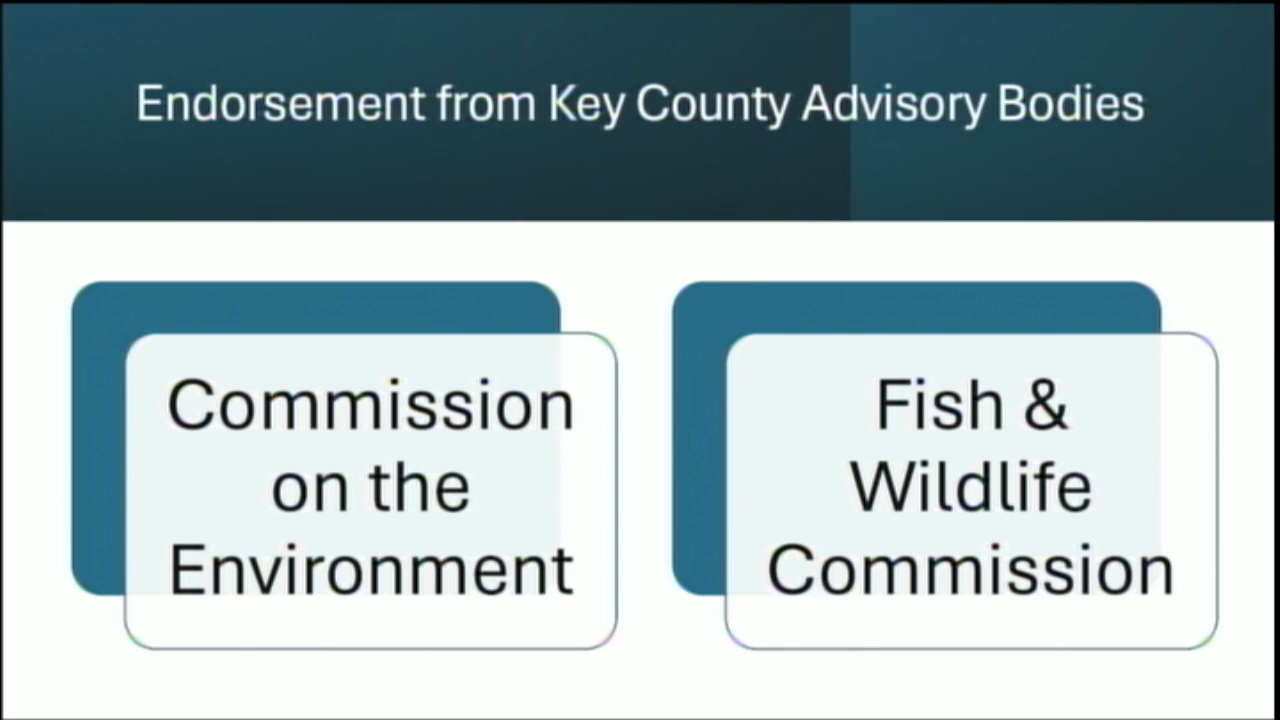 Endorsement from Key County Advisory Bodies
Commission
on the
Environment
Fish &
Wildlife
Commission